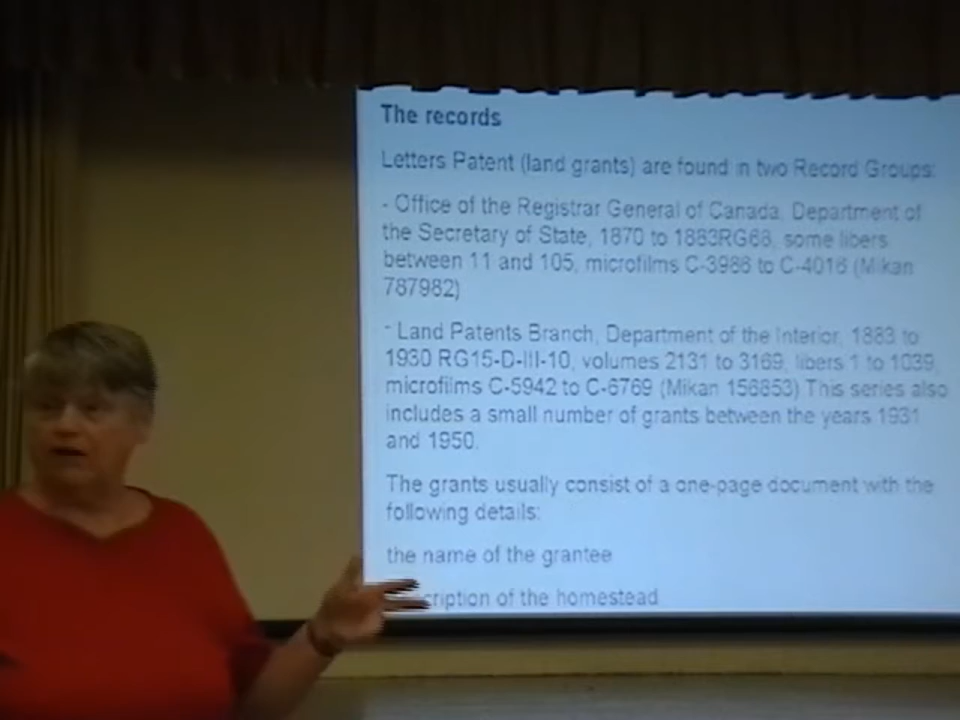 The records
Letters Patent (land grants) are found in two Record Groups:
- Office of the Registrar General of Canada, Department of
the Secretary of State, 1870 to 1883RG68, some libers
between 11 and 105, microfilms C-3986 to C-4016 (Mikan
787982)
- Land Patents Branch, Department of the Interior, 1883 to
1930 RG15-D-III-10, volumes 2131 to 3169, libers 1 to 1039,
microfilms C-5942 to C-6769 (Mikan 156853) This series also
includes a small number of grants between the years 1931
and 1950.
The grants usually consist of a one-page document with the
following details:
the name of the grantee
cription of the homestead